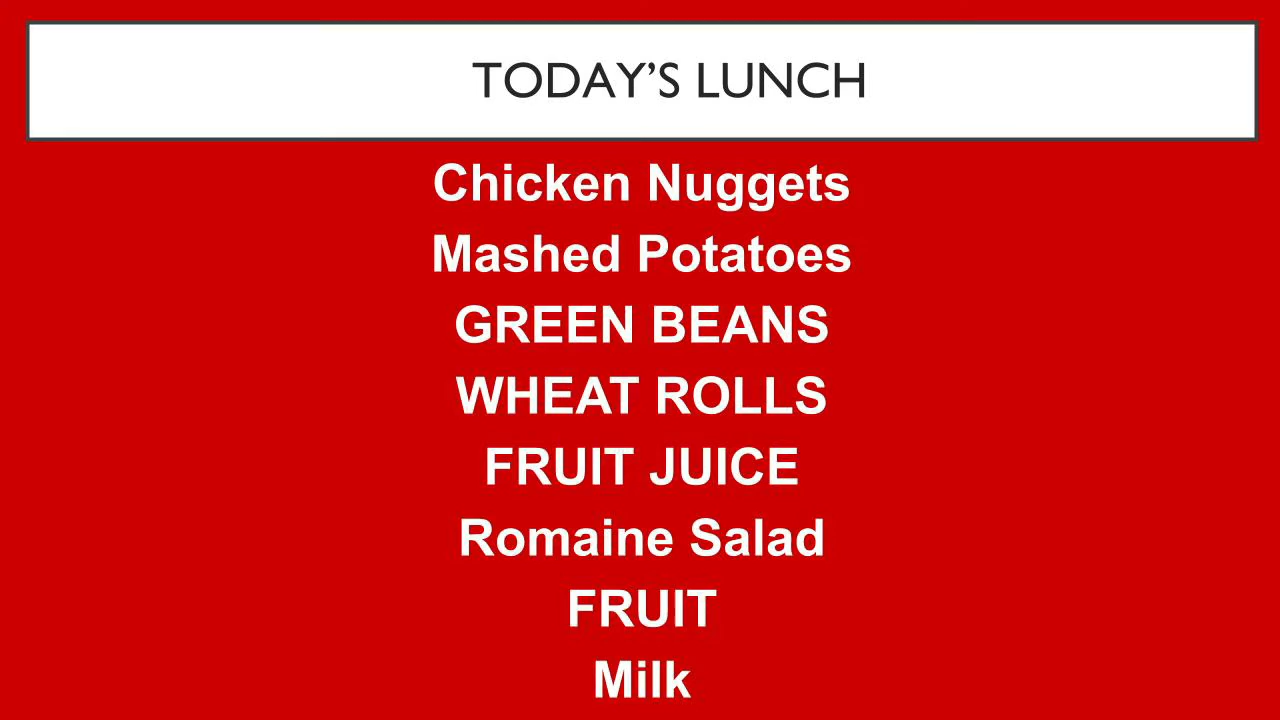 TODAY’S LUNCH
Chicken Nuggets
Mashed Potatoes
GREEN BEANS
WHEAT ROLLS
FRUIT JUICE
Romaine Salad
FRUIT
Milk